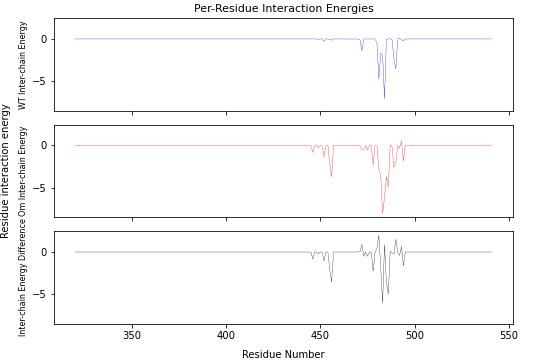 Per-Residue Interaction Energies
Residue interaction energy
WT Inter-chain Energy
0
−5
Om Inter-chain Energy
0
−5
Inter-chain Energy Difference
0
−5
350
400
450
500
550
Residue Number